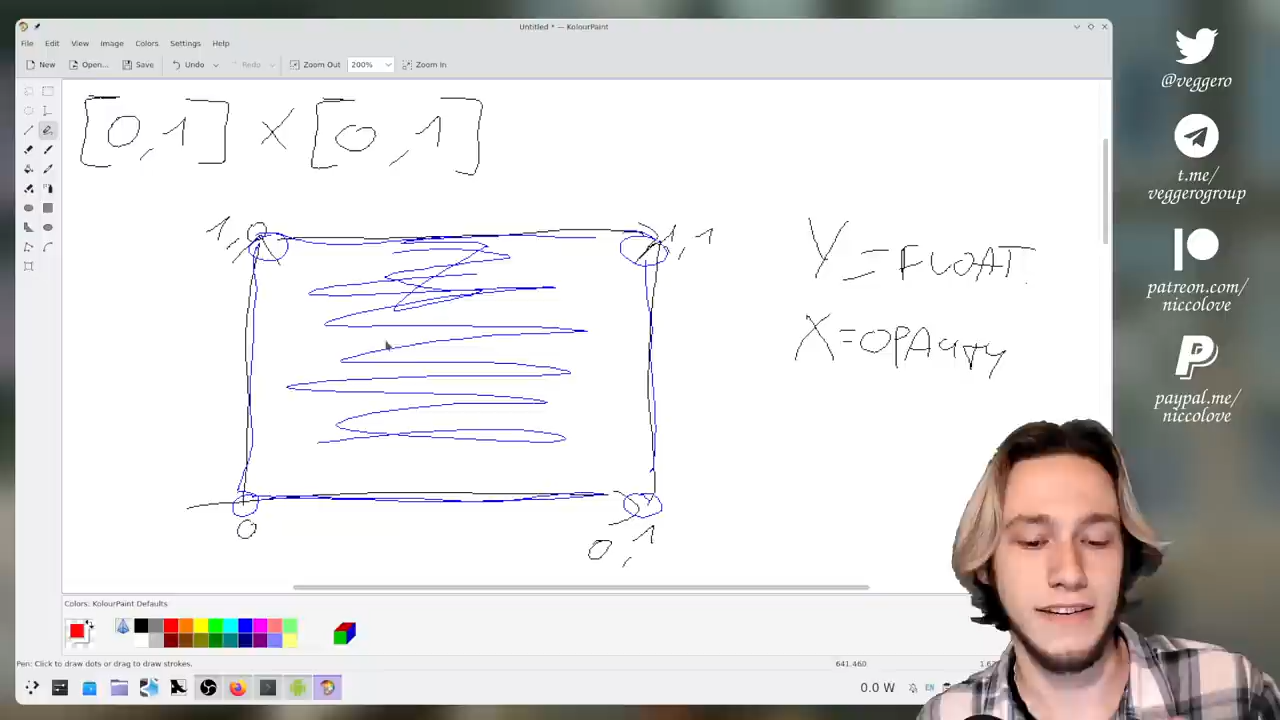 Untitled * — KolourPaint
File Edit View Image Colors Settings Help
New Open... Save Undo Redo Zoom Out 200% Zoom In
[0,1] X [0,1]
1,0
1,1
Y = FLOAT
X = OPACITY
0
0,1
Colors: KolourPaint Defaults
Pen: Click to draw dots or drag to draw strokes.
641,460
0.0 W
EN
@veggero
t.me/
veggerogroup
patreon.com/
niccolove
paypal.me/
niccolove